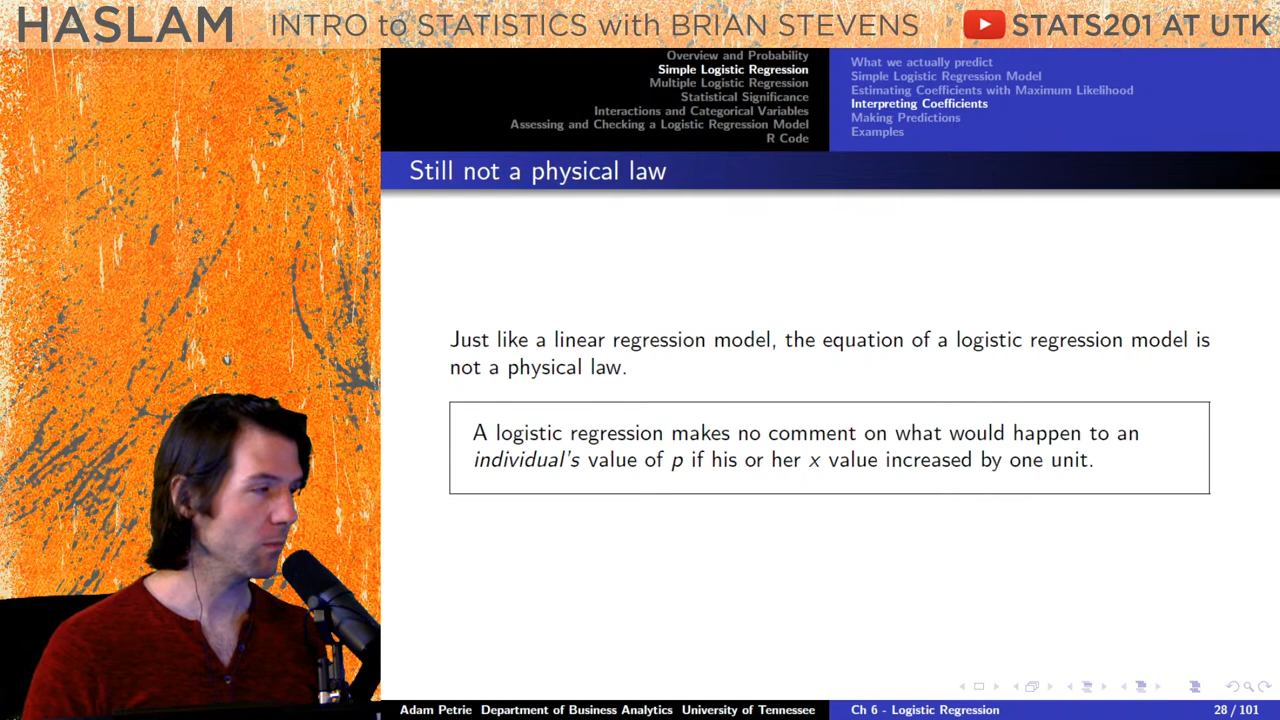 HASLAM INTRO to STATISTICS with BRIAN STEVENS STATS201 AT UTK
Overview and Probability
Simple Logistic Regression
Multiple Logistic Regression
Statistical Significance
Interactions and Categorical Variables
Assessing and Checking a Logistic Regression Model
R Code
What we actually predict
Simple Logistic Regression Model
Estimating Coefficients with Maximum Likelihood
Interpreting Coefficients
Making Predictions
Examples
Still not a physical law
Just like a linear regression model, the equation of a logistic regression model is
not a physical law.
A logistic regression makes no comment on what would happen to an
individual's value of p if his or her x value increased by one unit.
Adam Petrie Department of Business Analytics University of Tennessee
Ch 6 - Logistic Regression
28 / 101